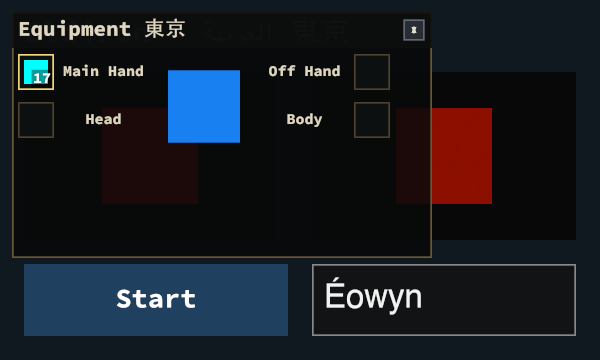 Equipment 東京
17 Main Hand Off Hand
Head Body
Start Éowyn